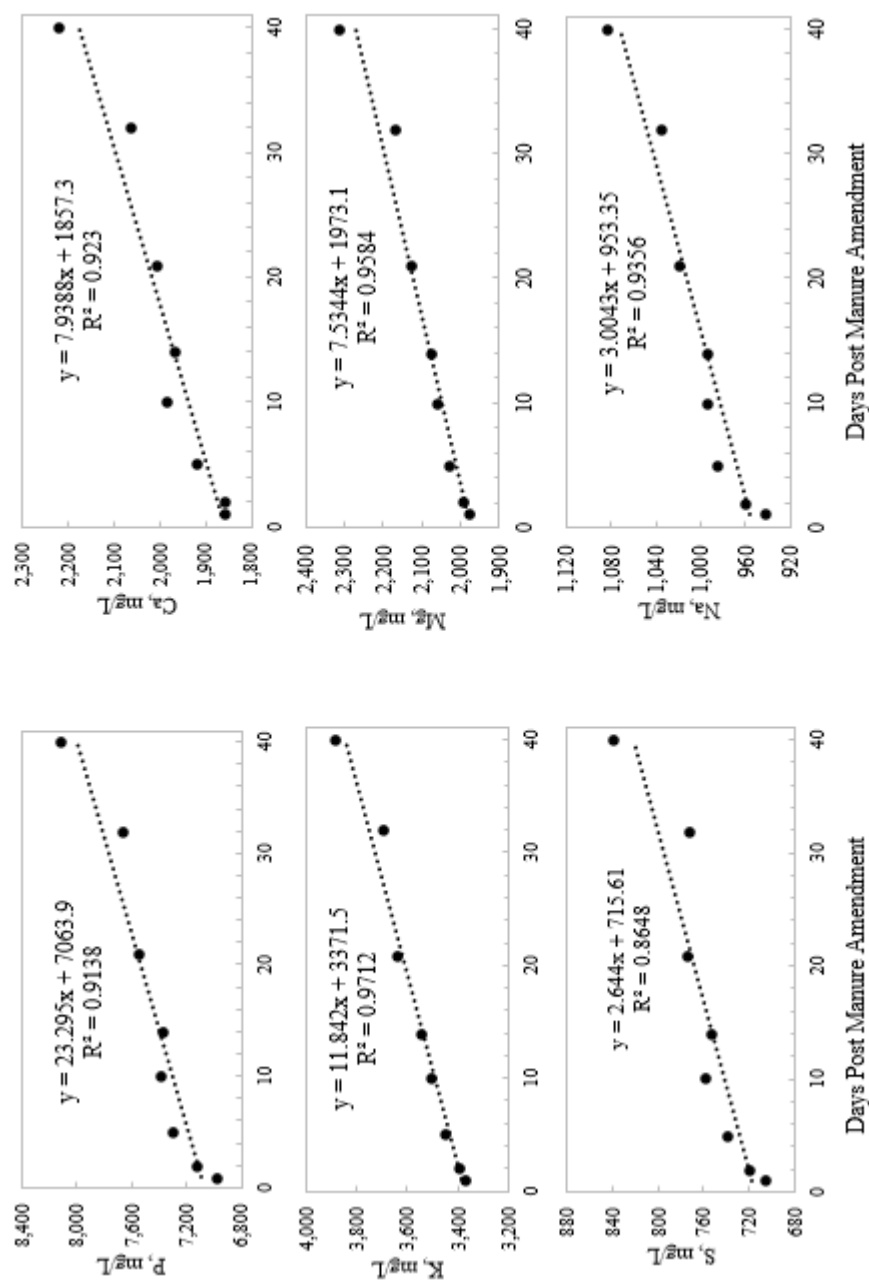 8,400
8,000
7,600
7,200
6,800
P, mg/L
y = 23.295x + 7063.9
R² = 0.9138
0 10 20 30 40
2,300
2,200
2,100
2,000
1,900
1,800
Ca, mg/L
y = 7.9388x + 1857.3
R² = 0.923
0 10 20 30 40
4,000
3,800
3,600
3,400
3,200
K, mg/L
y = 11.842x + 3371.5
R² = 0.9712
0 10 20 30 40
2,400
2,300
2,200
2,100
2,000
1,900
Mg, mg/L
y = 7.5344x + 1973.1
R² = 0.9584
0 10 20 30 40
880
840
800
760
720
680
S, mg/L
y = 2.644x + 715.61
R² = 0.8648
0 10 20 30 40
Days Post Manure Amendment
1,120
1,080
1,040
1,000
960
920
Na, mg/L
y = 3.0043x + 953.35
R² = 0.9356
0 10 20 30 40
Days Post Manure Amendment